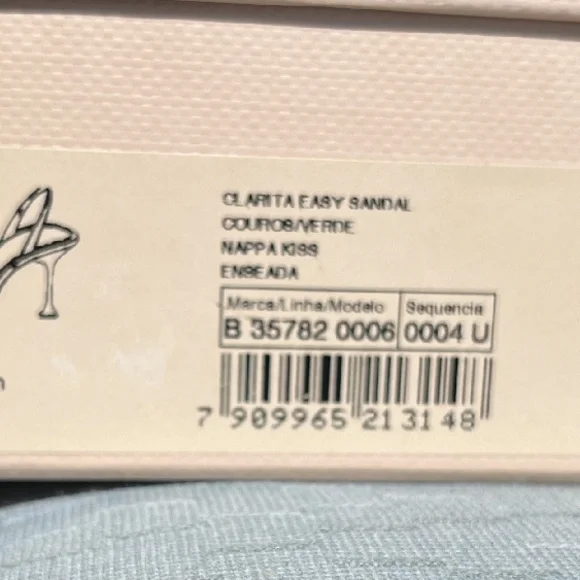 CLARITA EASY SANDAL
COUROS/VERDE
NAPPA KISS
ENSEADA
Marca/Linha/Modelo Sequencia
B 35782 0006 0004 U
7 909965 213148